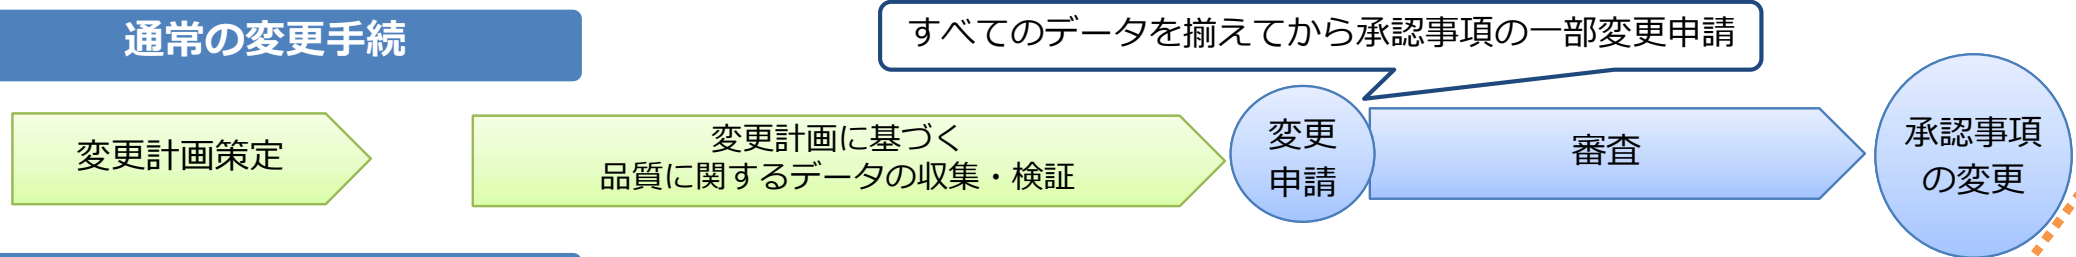 通常の変更手続
すべてのデータを揃えてから承認事項の一部変更申請
変更計画策定
変更計画に基づく
品質に関するデータの収集・検証
変更
申請
審査
承認事項
の変更